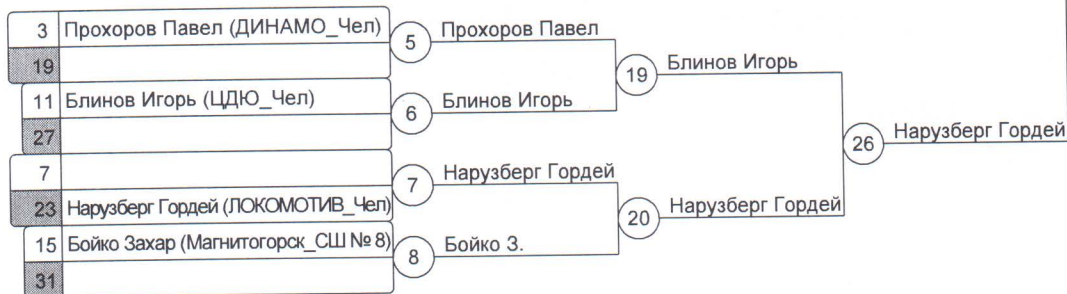 3 Прохоров Павел (ДИНАМО_Чел)
5 Прохоров Павел
19
19 Блинов Игорь
11 Блинов Игорь (ЦДЮ_Чел)
6 Блинов Игорь
27
26 Нарузберг Гордей
7
7 Нарузберг Гордей
23 Нарузберг Гордей (ЛОКОМОТИВ_Чел)
20 Нарузберг Гордей
15 Бойко Захар (Магнитогорск_СШ № 8)
8 Бойко З.
31